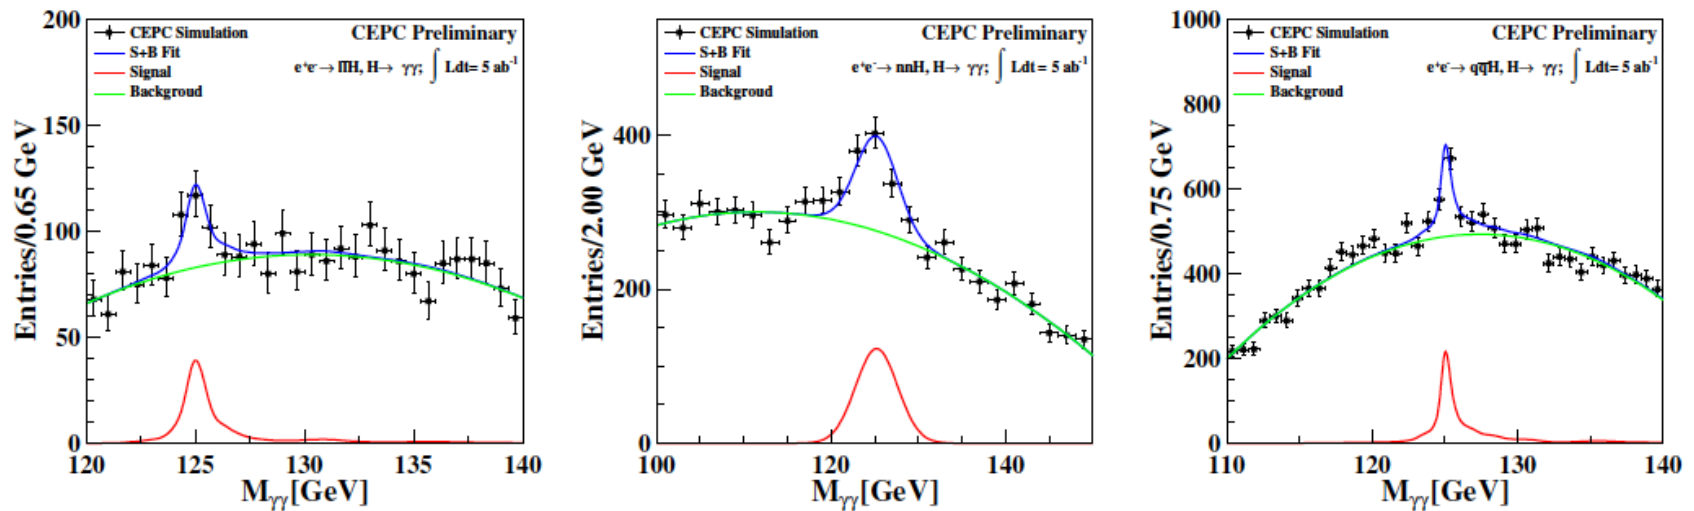 200
150
100
50
0
CEPC Simulation
S+B Fit
Signal
Backgroud
CEPC Preliminary
e⁺e⁻→ l̅l̅H, H→ γγ; ∫ Ldt= 5 ab⁻¹
Entries/0.65 GeV
120 125 130 135 140
Mγγ[GeV]
400
200
0
CEPC Simulation
S+B Fit
Signal
Backgroud
CEPC Preliminary
e⁺e⁻→ nnH, H→ γγ; ∫ Ldt= 5 ab⁻¹
Entries/2.00 GeV
100 120 140
Mγγ[GeV]
1000
800
600
400
200
0
CEPC Simulation
S+B Fit
Signal
Backgroud
CEPC Preliminary
e⁺e⁻→ qq̅H, H→ γγ; ∫ Ldt= 5 ab⁻¹
Entries/0.75 GeV
110 120 130 140
Mγγ[GeV]